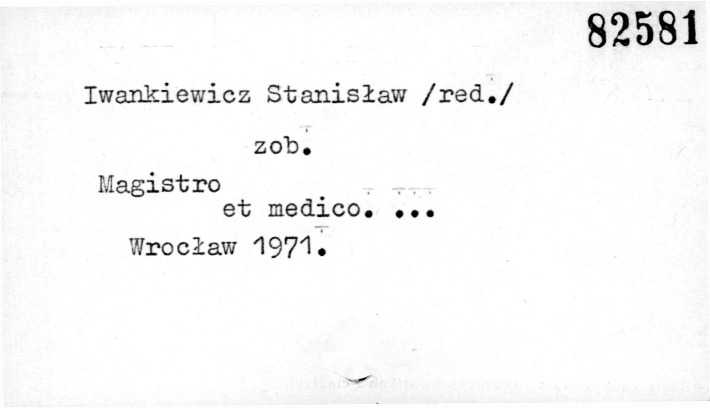 82581
Iwankiewicz Stanisław /red./
zob.
Magistro
et medico. ...
Wrocław 1971.